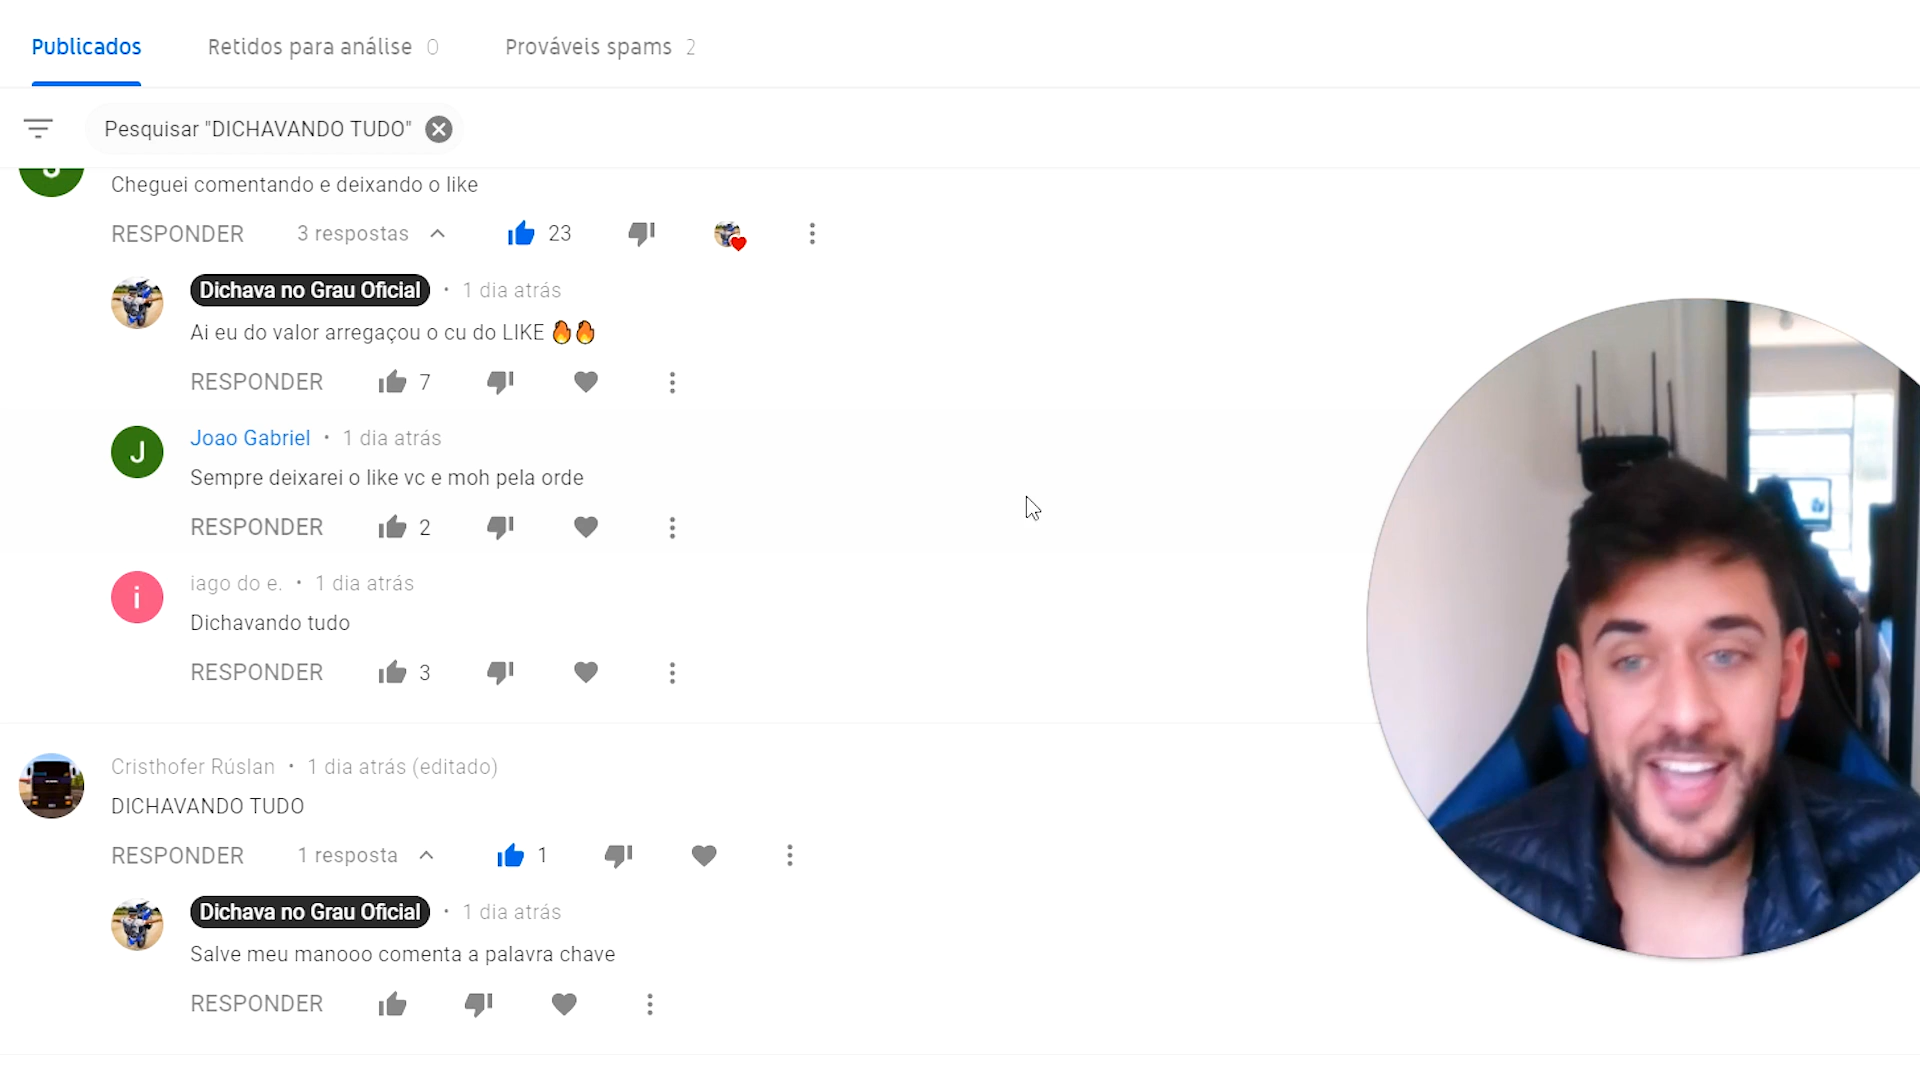 Publicados Retidos para análise 0 Prováveis spams 2
Pesquisar "DICHAVANDO TUDO"
Cheguei comentando e deixando o like
RESPONDER 3 respostas 23
Dichava no Grau Oficial • 1 dia atrás
Ai eu do valor arregaçou o cu do LIKE 🔥🔥
RESPONDER 7
J
Joao Gabriel • 1 dia atrás
Sempre deixarei o like vc e moh pela orde
RESPONDER 2
i
iago do e. • 1 dia atrás
Dichavando tudo
RESPONDER 3
Cristhofer Rúslan • 1 dia atrás (editado)
DICHAVANDO TUDO
RESPONDER 1 resposta 1
Dichava no Grau Oficial • 1 dia atrás
Salve meu manooo comenta a palavra chave
RESPONDER